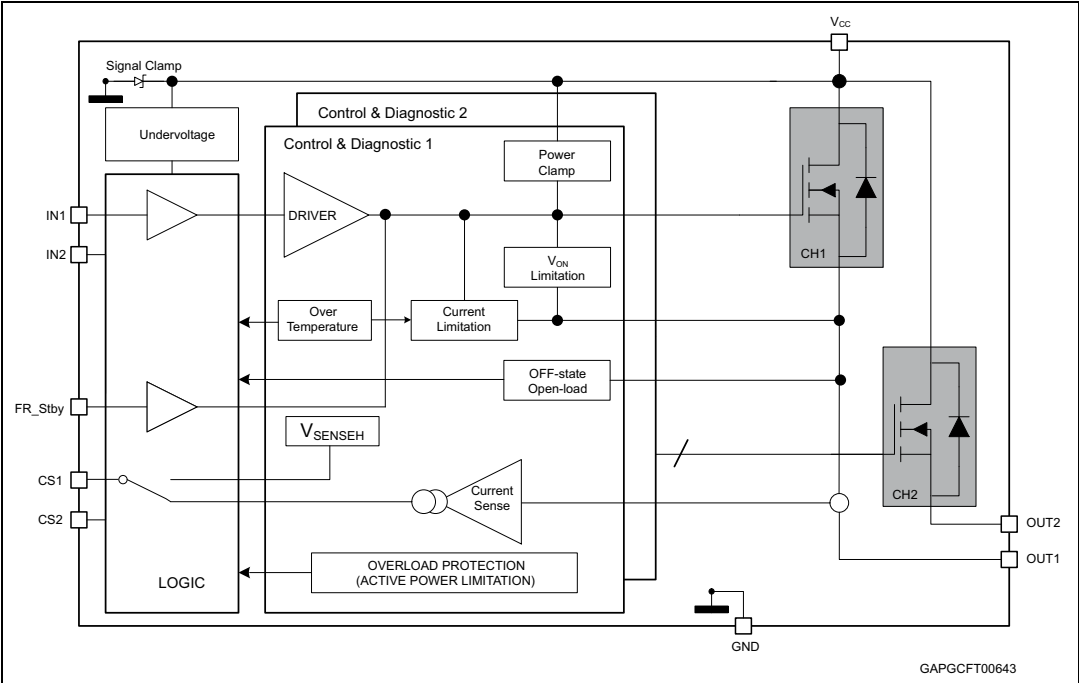 VCC
Signal Clamp
Undervoltage
Control & Diagnostic 2
Control & Diagnostic 1
Power
Clamp
IN1
DRIVER
IN2
VON
Limitation
CH1
Over
Temperature
Current
Limitation
OFF-state
Open-load
FR_Stby
VSENSEH
CS1
Current
Sense
CH2
CS2
OUT2
OUT1
OVERLOAD PROTECTION
(ACTIVE POWER LIMITATION)
LOGIC
GND
GAPGCFT00643